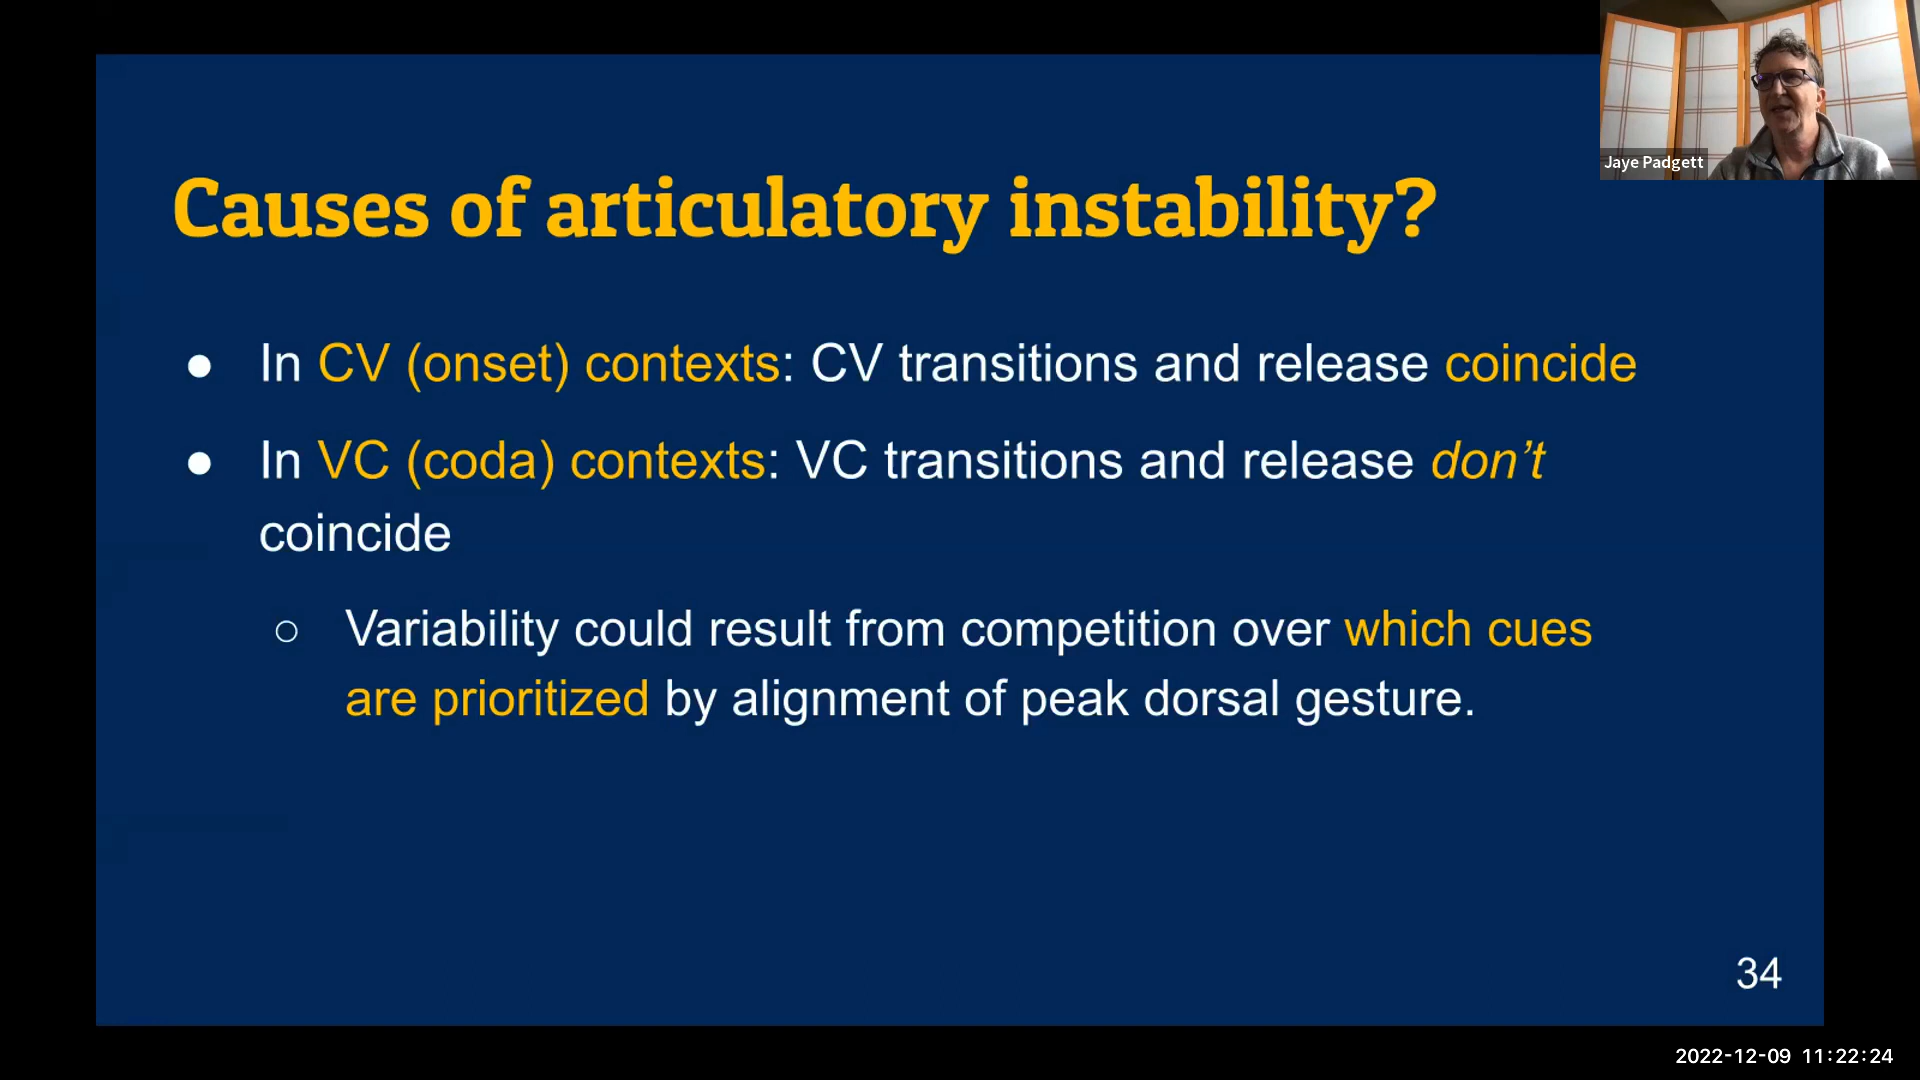 Jaye Padgett
Causes of articulatory instability?
● In CV (onset) contexts: CV transitions and release coincide
● In VC (coda) contexts: VC transitions and release don’t
coincide
○ Variability could result from competition over which cues
are prioritized by alignment of peak dorsal gesture.
34
2022-12-09 11:22:24